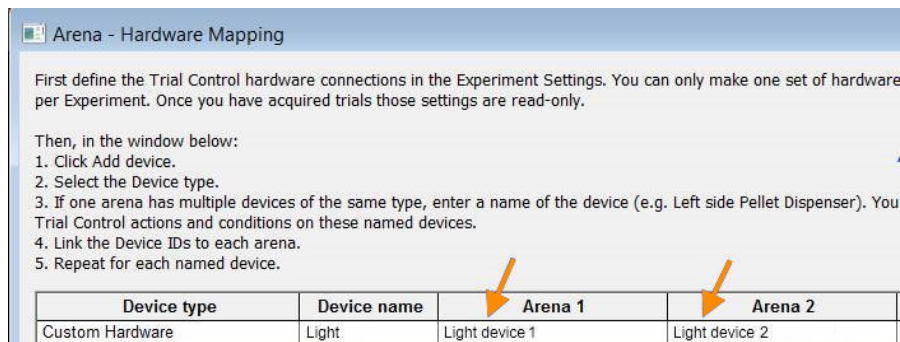 Arena - Hardware Mapping
First define the Trial Control hardware connections in the Experiment Settings. You can only make one set of hardware
per Experiment. Once you have acquired trials those settings are read-only.
Then, in the window below:
1. Click Add device.
2. Select the Device type.
3. If one arena has multiple devices of the same type, enter a name of the device (e.g. Left side Pellet Dispenser). You
Trial Control actions and conditions on these named devices.
4. Link the Device IDs to each arena.
5. Repeat for each named device.
Device type Device name Arena 1 Arena 2
Custom Hardware Light Light device 1 Light device 2